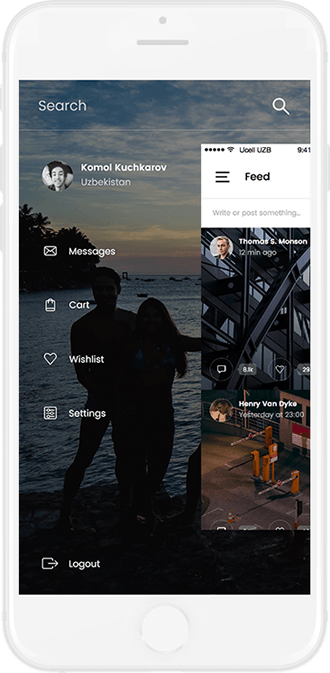 Search
Komol Kuchkarov
Uzbekistan
Messages
Cart
Wishlist
Settings
Logout
Ucell UZB 9:41
Feed
Write or post something...
Thomas S. Monson
12 min ago
8.1k
29
Henry Van Dyke
Yesterday at 23:00